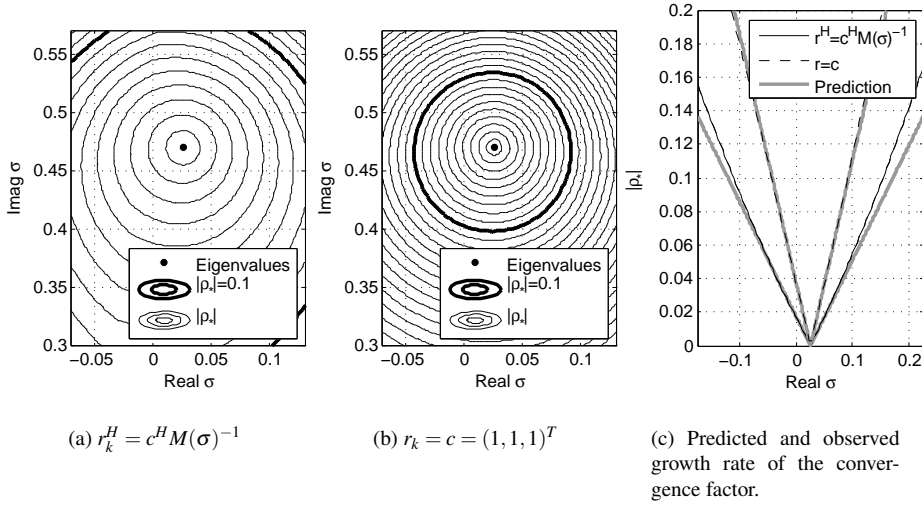 0.55
0.5
0.45
0.4
0.35
0.3
Imag σ
−0.05 0 0.05 0.1
Real σ
Eigenvalues
|ρ*|=0.1
|ρ*|
0.55
0.5
0.45
0.4
0.35
0.3
Imag σ
−0.05 0 0.05 0.1
Real σ
Eigenvalues
|ρ*|=0.1
|ρ*|
0.2
0.18
0.16
0.14
0.12
0.1
0.08
0.06
0.04
0.02
0
|ρ*|
−0.1 0 0.1 0.2
Real σ
r^H=c^HM(σ)^−1
r=c
Prediction
(a) r_k^H = c^H M(σ)^−1
(b) r_k = c = (1,1,1)^T
(c) Predicted and observed
growth rate of the conver-
gence factor.